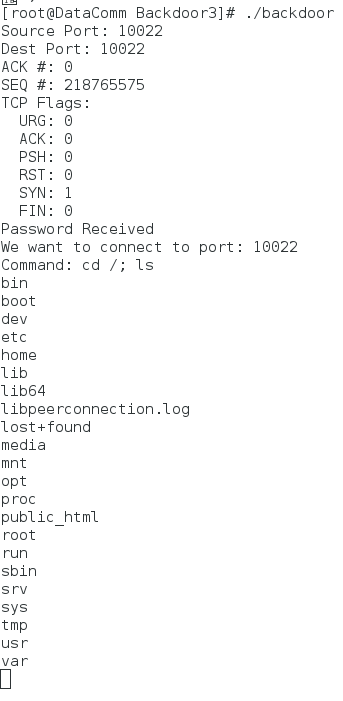 [root@DataComm Backdoor3]# ./backdoor
Source Port: 10022
Dest Port: 10022
ACK #: 0
SEQ #: 218765575
TCP Flags:
  URG: 0
  ACK: 0
  PSH: 0
  RST: 0
  SYN: 1
  FIN: 0
Password Received
We want to connect to port: 10022
Command: cd /; ls
bin
boot
dev
etc
home
lib
lib64
libpeerconnection.log
lost+found
media
mnt
opt
proc
public_html
root
run
sbin
srv
sys
tmp
usr
var